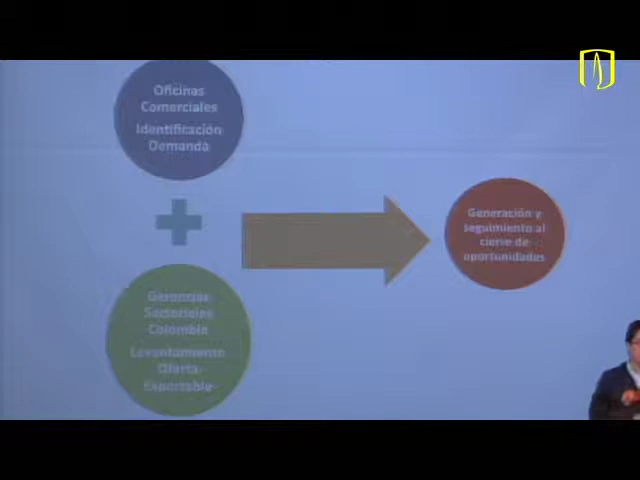 Oficinas
Comerciales
Identificación
Demanda
Gerencias
Sectoriales
Colombia
Levantamiento
Oferta
Exportable
Generación y
seguimiento al
cierre de
oportunidades